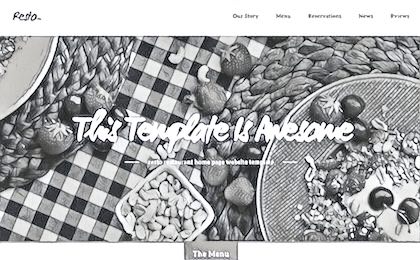 Resto
Our Story Menu Reservations News Reviews
This Template Is Awesome
resto restaurant home page website template
The Menu